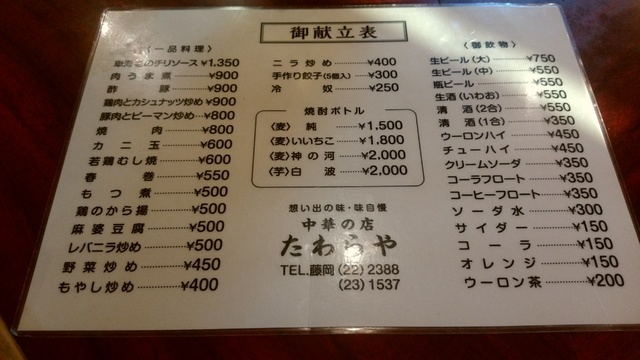 御献立表
〈一品料理〉
車えびのチリソース ¥1,350
肉うま煮 ¥900
酢豚 ¥900
鶏肉とカシュナッツ炒め ¥900
豚肉とピーマン炒め ¥800
焼肉 ¥800
カニ玉 ¥600
若鶏むし焼 ¥600
春巻 ¥550
もつ煮 ¥500
鶏のから揚 ¥500
麻婆豆腐 ¥500
レバニラ炒め ¥500
野菜炒め ¥450
もやし炒め ¥400
ニラ炒め ¥400
手作り餃子(5個入) ¥300
冷奴 ¥250
焼酎ボトル
〈麦〉純 ¥1,500
〈麦〉いいちこ ¥1,800
〈麦〉神の河 ¥2,000
〈芋〉白波 ¥2,000
想い出の味・味自慢
中華の店
たわらや
TEL.藤岡(22)2388
(23)1537
〈御飲物〉
生ビール(大) ¥750
生ビール(中) ¥550
瓶ビール ¥550
生酒(いわお) ¥550
清酒(2合) ¥550
清酒(1合) ¥350
ウーロンハイ ¥450
チューハイ ¥450
クリームソーダ ¥350
コーラフロート ¥350
コーヒーフロート ¥350
ソーダ水 ¥300
サイダー ¥150
コーラ ¥150
オレンジ ¥150
ウーロン茶 ¥200